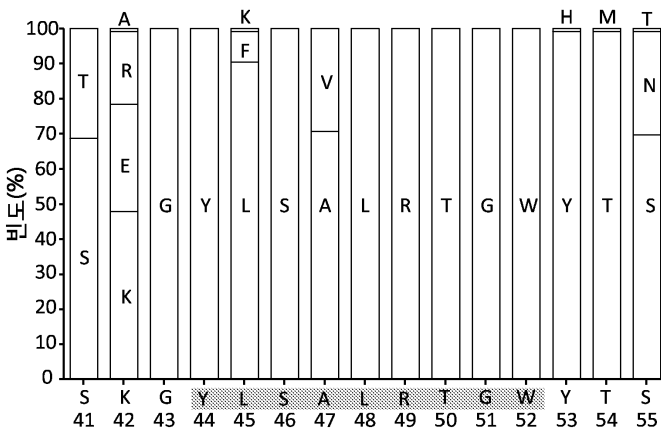 A K H M T
100
90
80
70
60
50
40
30
20
10
0
빈도(%)
T R F V N
E
G Y L S A L R T G W Y T S
S
K
S K G Y L S A L R T G W Y T S
41 42 43 44 45 46 47 48 49 50 51 52 53 54 55